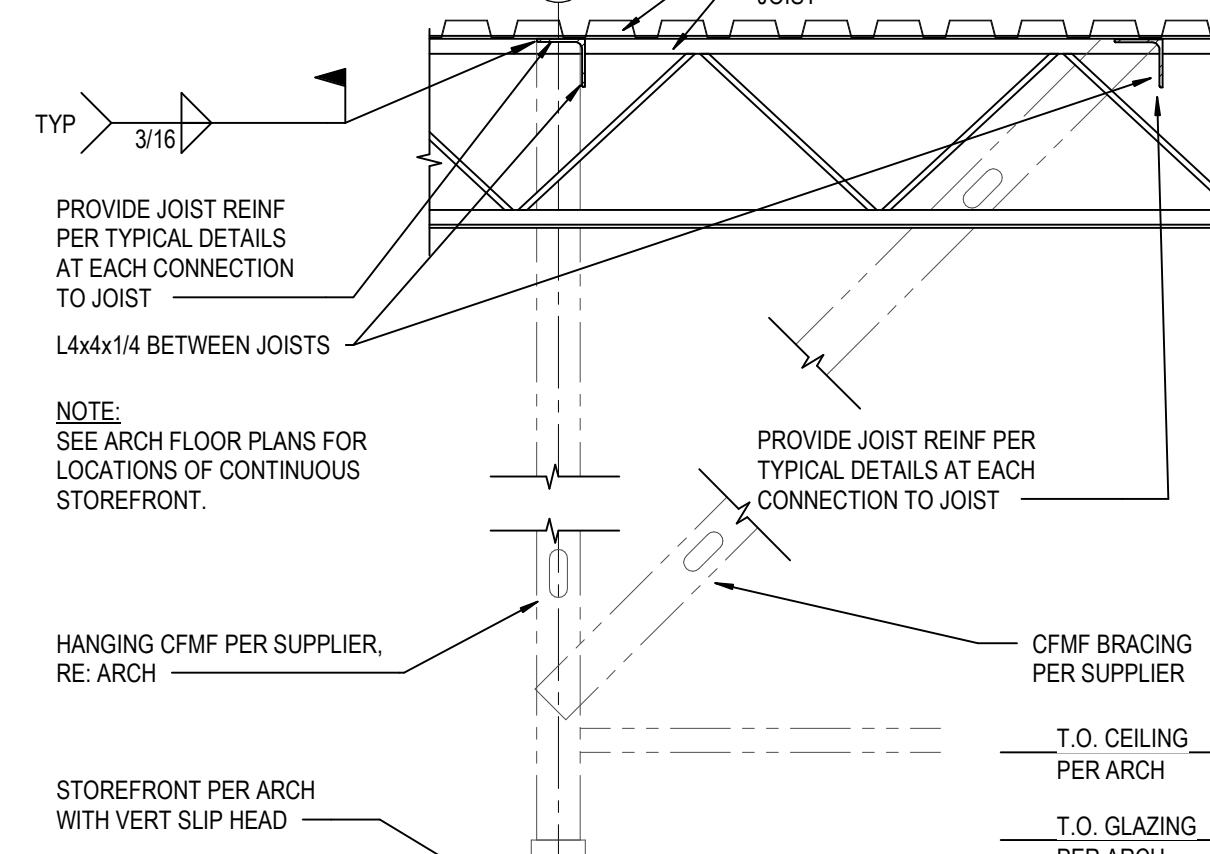 JOIST
TYP
3/16
PROVIDE JOIST REINF
PER TYPICAL DETAILS
AT EACH CONNECTION
TO JOIST
L4x4x1/4 BETWEEN JOISTS
NOTE:
SEE ARCH FLOOR PLANS FOR
LOCATIONS OF CONTINUOUS
STOREFRONT.
PROVIDE JOIST REINF PER
TYPICAL DETAILS AT EACH
CONNECTION TO JOIST
HANGING CFMF PER SUPPLIER,
RE: ARCH
CFMF BRACING
PER SUPPLIER
T.O. CEILING
PER ARCH
STOREFRONT PER ARCH
WITH VERT SLIP HEAD
T.O. GLAZING
PER ARCH